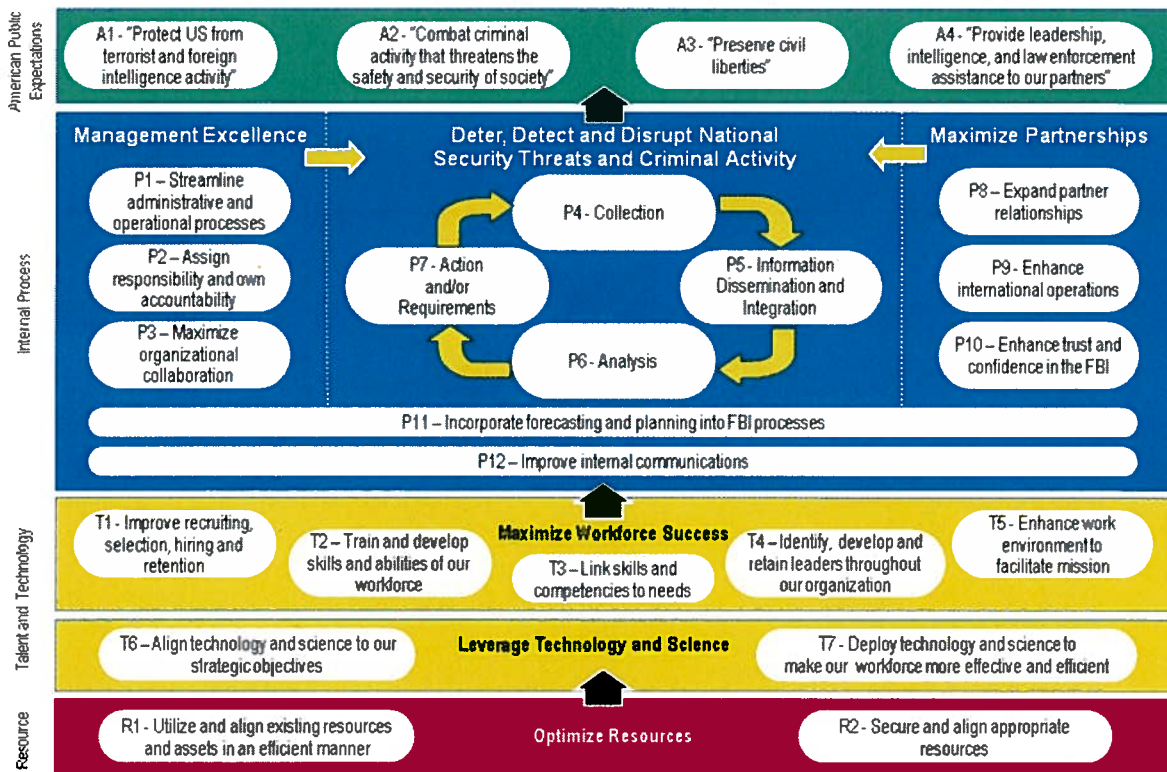 American Public
Expectations
A1 - "Protect US from
terrorist and foreign
intelligence activity"
A2 - "Combat criminal
activity that threatens the
safety and security of society"
A3 - "Preserve civil
liberties"
A4 - "Provide leadership,
intelligence, and law enforcement
assistance to our partners"
Internal Process
Management Excellence
P1 – Streamline
administrative and
operational processes
P2 – Assign
responsibility and own
accountability
P3 – Maximize
organizational
collaboration
Deter, Detect and Disrupt National
Security Threats and Criminal Activity
P4 - Collection
P5 - Information
Dissemination and
Integration
P6 - Analysis
P7 - Action
and/or
Requirements
Maximize Partnerships
P8 – Expand partner
relationships
P9 – Enhance
international operations
P10 – Enhance trust and
confidence in the FBI
P11 – Incorporate forecasting and planning into FBI processes
P12 – Improve internal communications
Talent and Technology
Maximize Workforce Success
T1 - Improve recruiting,
selection, hiring and
retention
T2 – Train and develop
skills and abilities of our
workforce
T3 – Link skills and
competencies to needs
T4 – Identify, develop and
retain leaders throughout
our organization
T5 – Enhance work
environment to
facilitate mission
T6 – Align technology and science to our
strategic objectives
Leverage Technology and Science
T7 - Deploy technology and science to
make our workforce more effective and efficient
Resource
R1 – Utilize and align existing resources
and assets in an efficient manner
Optimize Resources
R2 – Secure and align appropriate
resources